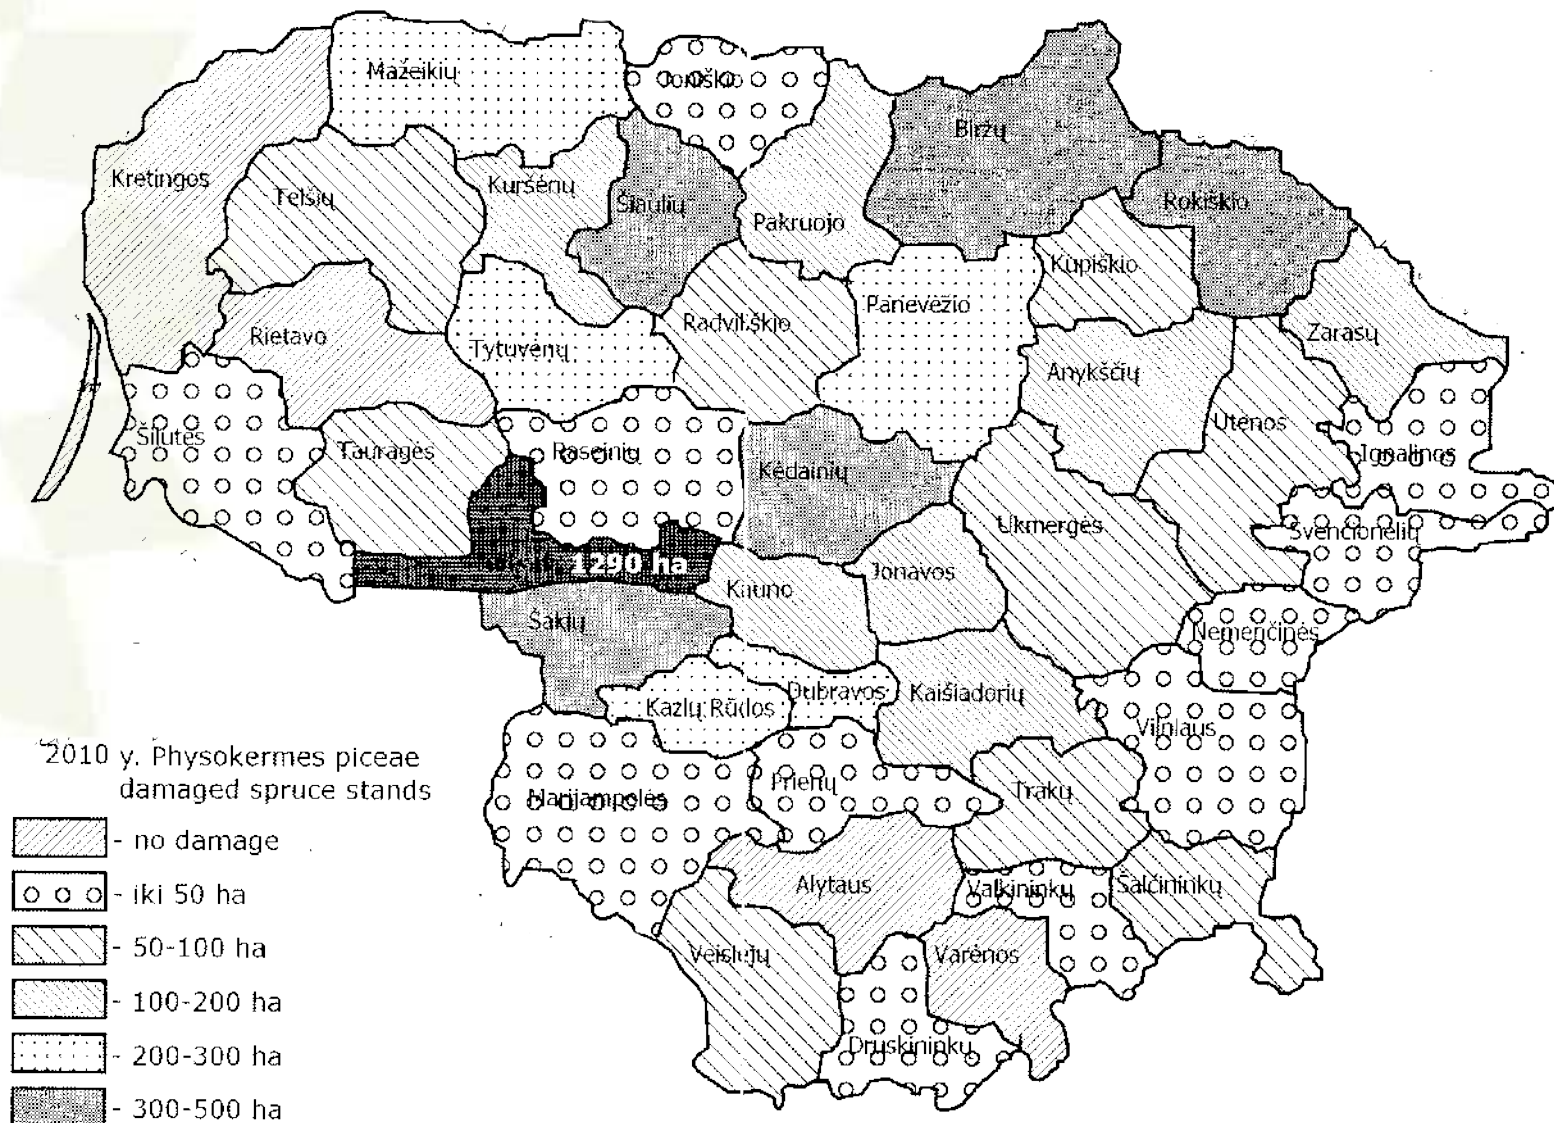 Mažeikių
Joniškio
Biržų
Kretingos
Telšių
Kuršėnų
Šiaulių
Pakruojo
Rokiškio
Kupiškio
Rietavo
Tytuvėnų
Radviliškio
Panevėžio
Anykščių
Zarasų
Šilutės
Tauragės
Raseinių
Kėdainių
Utenos
Ignalinos
Ukmergės
Švenčionėlių
1290 ha
Kauno
Jonavos
Šakių
Nemenčinės
Kazlų Rūdos
Dubravos
Kaišiadorių
Vilniaus
Marijampolės
Prienų
Trakų
Alytaus
Valkininkų
Šalčininkų
Veisiejų
Varėnos
Druskininkų
2010 y. Physokermes piceae
damaged spruce stands
- no damage
- iki 50 ha
- 50-100 ha
- 100-200 ha
- 200-300 ha
- 300-500 ha